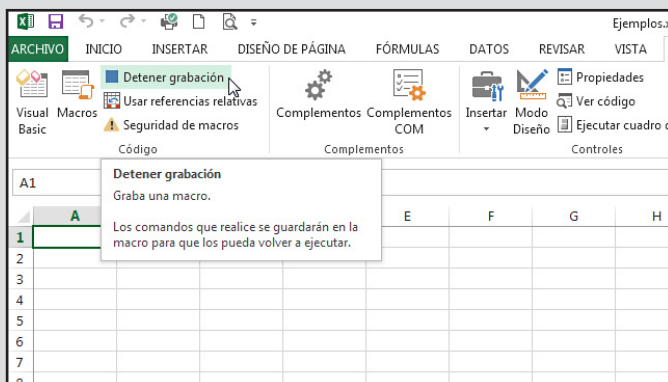 Ejemplos.x
ARCHIVO INICIO INSERTAR DISEÑO DE PÁGINA FÓRMULAS DATOS REVISAR VISTA
Visual Basic
Macros
Detener grabación
Usar referencias relativas
Seguridad de macros
Código
Complementos
Complementos COM
Complementos
Insertar
Modo Diseño
Propiedades
Ver código
Ejecutar cuadro
Controles
A1
Detener grabación
Graba una macro.
Los comandos que realice se guardarán en la
macro para que los pueda volver a ejecutar.
A E F G H
1
2
3
4
5
6
7
8